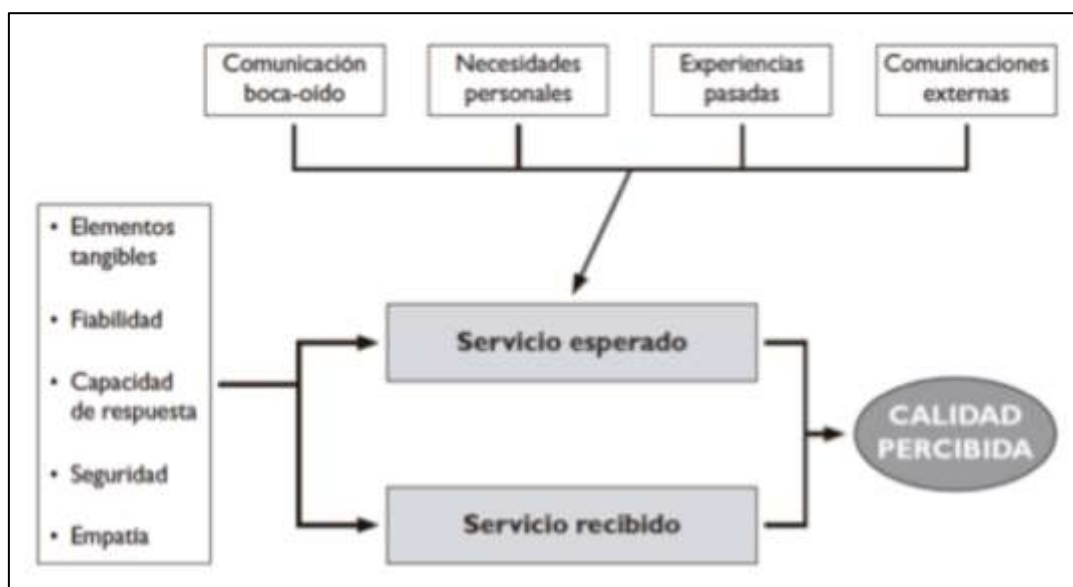 Comunicación
boca-oido
Necesidades
personales
Experiencias
pasadas
Comunicaciones
externas
• Elementos
tangibles
• Fiabilidad
• Capacidad
de respuesta
• Seguridad
• Empatía
Servicio esperado
Servicio recibido
CALIDAD
PERCIBIDA